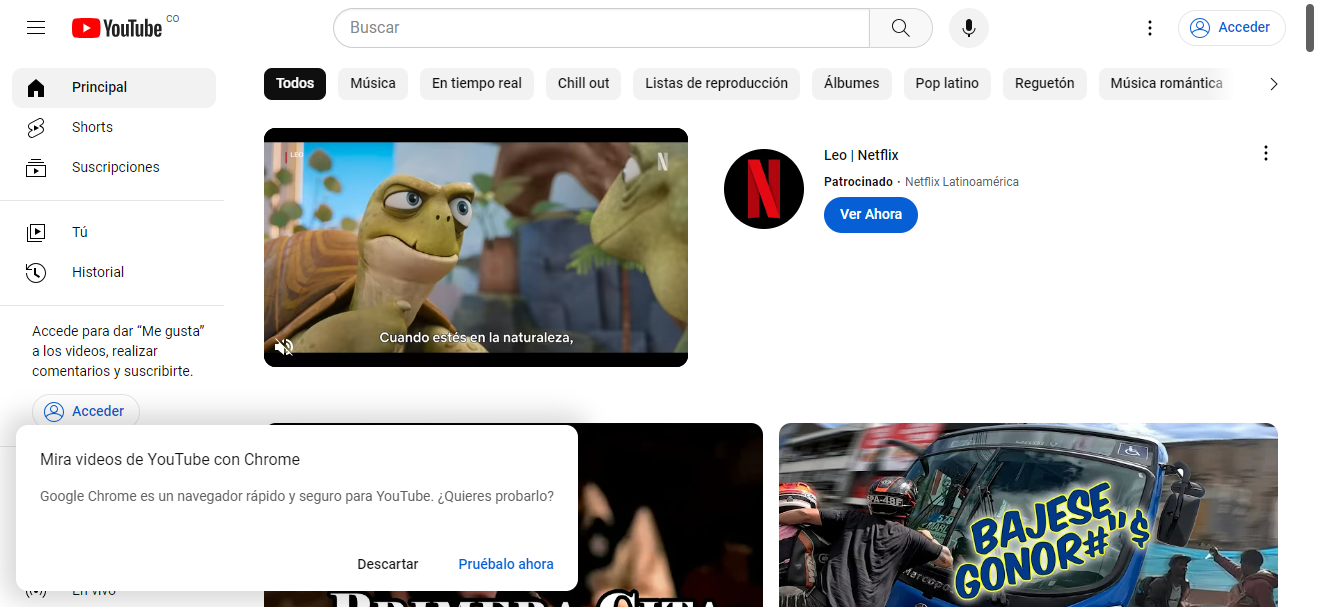 YouTube CO
Buscar
Acceder
Principal
Shorts
Suscripciones
Tú
Historial
Accede para dar “Me gusta”
a los videos, realizar
comentarios y suscribirte.
Acceder
Todos
Música
En tiempo real
Chill out
Listas de reproducción
Álbumes
Pop latino
Reguetón
Música romántica
LEO
N
Cuando estés en la naturaleza,
N
Leo | Netflix
Patrocinado · Netflix Latinoamérica
Ver Ahora
Mira videos de YouTube con Chrome
Google Chrome es un navegador rápido y seguro para YouTube. ¿Quieres probarlo?
Descartar
Pruébalo ahora
En vivo
PRIMERA CITA
BAJESE
GONOR#"$